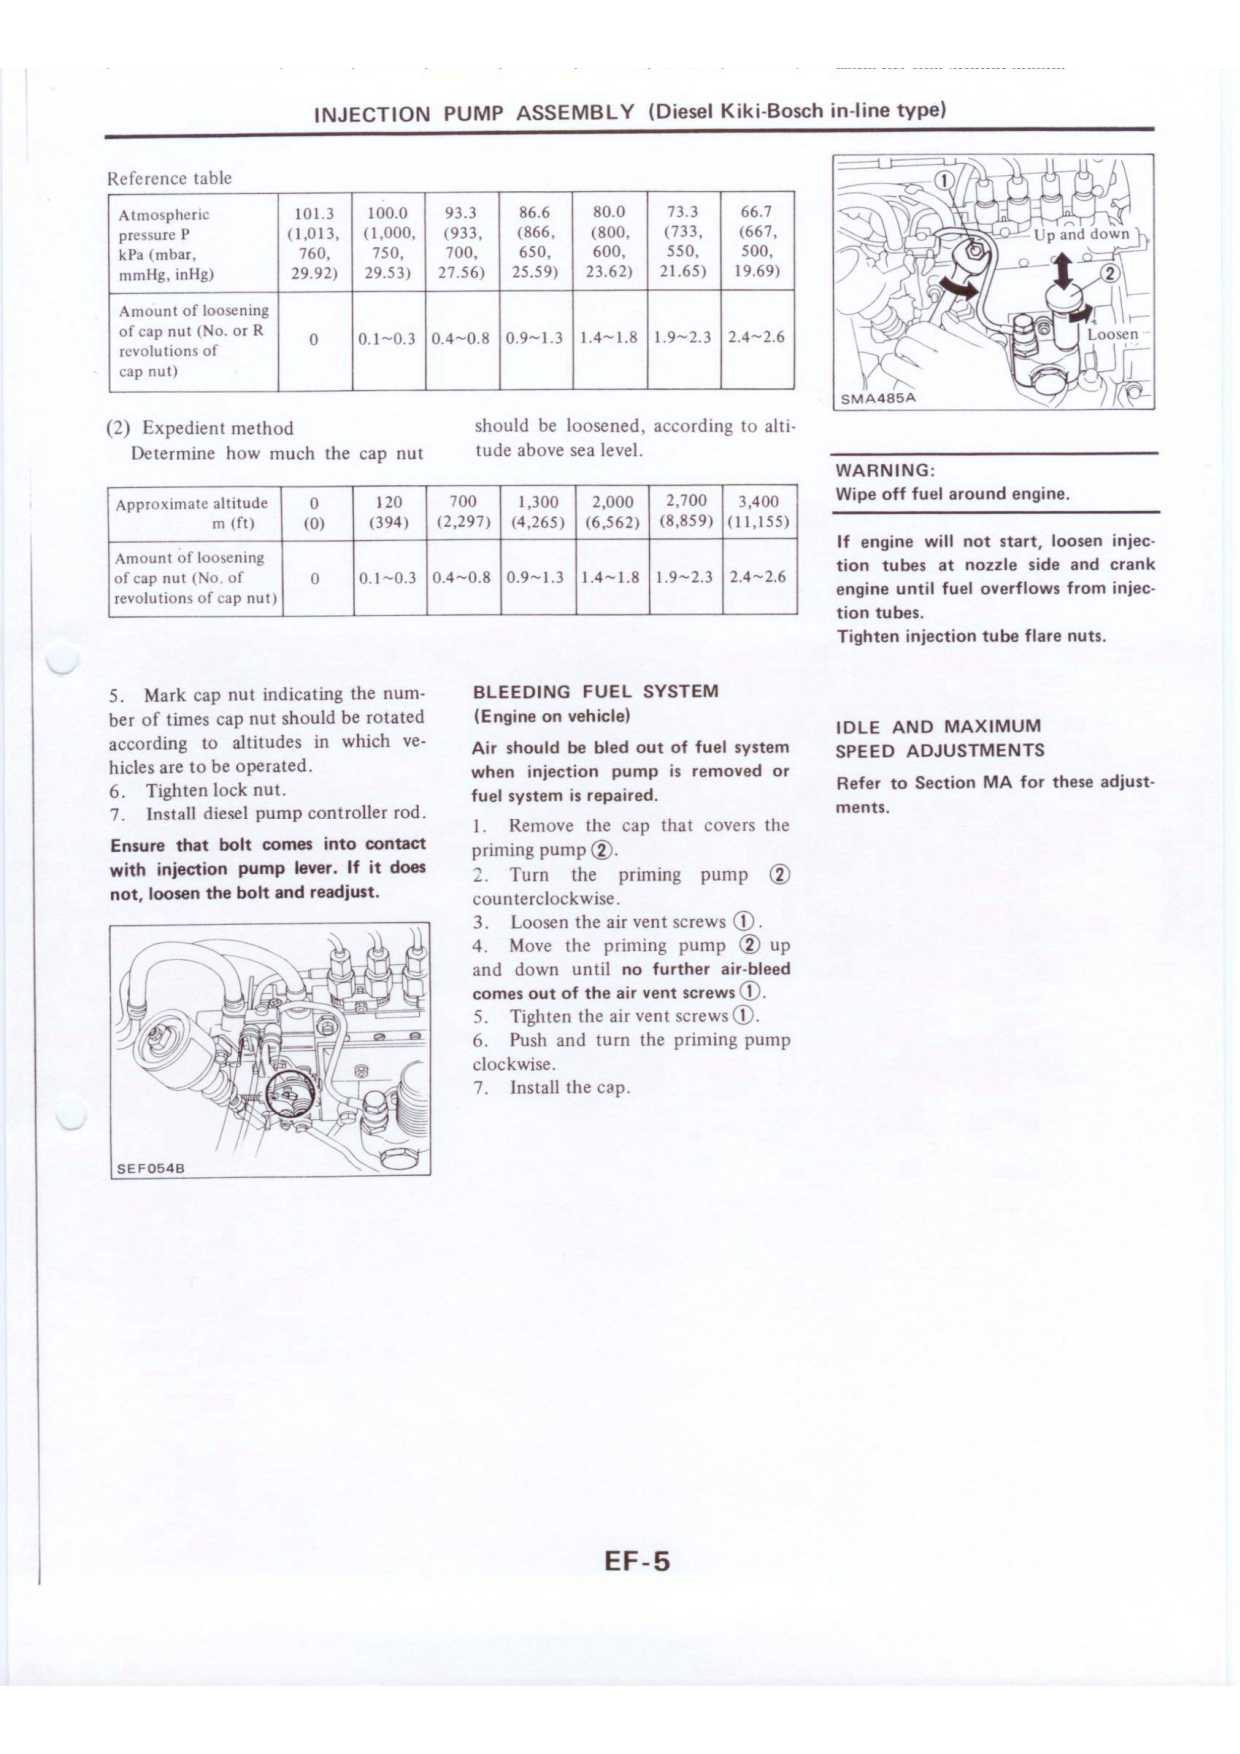 INJECTION PUMP ASSEMBLY (Diesel Kiki-Bosch in-line type)
Reference table
Atmospheric
pressure P
kPa (mbar,
mmHg, inHg)
101.3
(1,013,
760,
29.92)
100.0
(1,000,
750,
29.53)
93.3
(933,
700,
27.56)
86.6
(866,
650,
25.59)
80.0
(800,
600,
23.62)
73.3
(733,
550,
21.65)
66.7
(667,
500,
19.69)
Amount of loosening
of cap nut (No. or R
revolutions of
cap nut)
0
0.1~0.3
0.4~0.8
0.9~1.3
1.4~1.8
1.9~2.3
2.4~2.6
(2) Expedient method
Determine how much the cap nut
should be loosened, according to alti-
tude above sea level.
Approximate altitude
m (ft)
0
(0)
120
(394)
700
(2,297)
1,300
(4,265)
2,000
(6,562)
2,700
(8,859)
3,400
(11,155)
Amount of loosening
of cap nut (No. of
revolutions of cap nut)
0
0.1~0.3
0.4~0.8
0.9~1.3
1.4~1.8
1.9~2.3
2.4~2.6
5. Mark cap nut indicating the num-
ber of times cap nut should be rotated
according to altitudes in which ve-
hicles are to be operated.
6. Tighten lock nut.
7. Install diesel pump controller rod.
Ensure that bolt comes into contact
with injection pump lever. If it does
not, loosen the bolt and readjust.
SEF054B
BLEEDING FUEL SYSTEM
(Engine on vehicle)
Air should be bled out of fuel system
when injection pump is removed or
fuel system is repaired.
1. Remove the cap that covers the
priming pump ②.
2. Turn the priming pump ②
counterclockwise.
3. Loosen the air vent screws ①.
4. Move the priming pump ② up
and down until no further air-bleed
comes out of the air vent screws ①.
5. Tighten the air vent screws ①.
6. Push and turn the priming pump
clockwise.
7. Install the cap.
①
Up and down
②
Loosen
SMA485A
WARNING:
Wipe off fuel around engine.
If engine will not start, loosen injec-
tion tubes at nozzle side and crank
engine until fuel overflows from injec-
tion tubes.
Tighten injection tube flare nuts.
IDLE AND MAXIMUM
SPEED ADJUSTMENTS
Refer to Section MA for these adjust-
ments.
EF-5